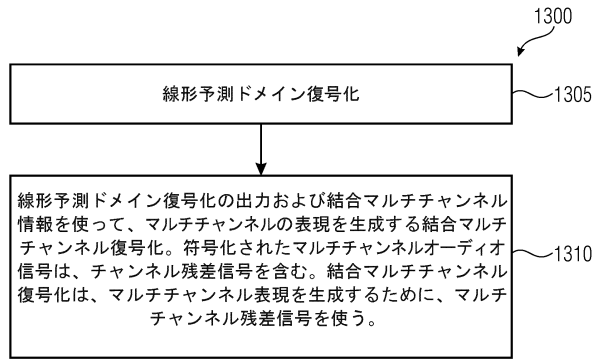 1300
線形予測ドメイン復号化
1305
線形予測ドメイン復号化の出力および結合マルチチャンネル
情報を使って、マルチチャンネルの表現を生成する結合マルチ
チャンネル復号化。符号化されたマルチチャンネルオーディオ
信号は、チャンネル残差信号を含む。結合マルチチャンネル
復号化は、マルチチャンネル表現を生成するために、マルチ
チャンネル残差信号を使う。
1310